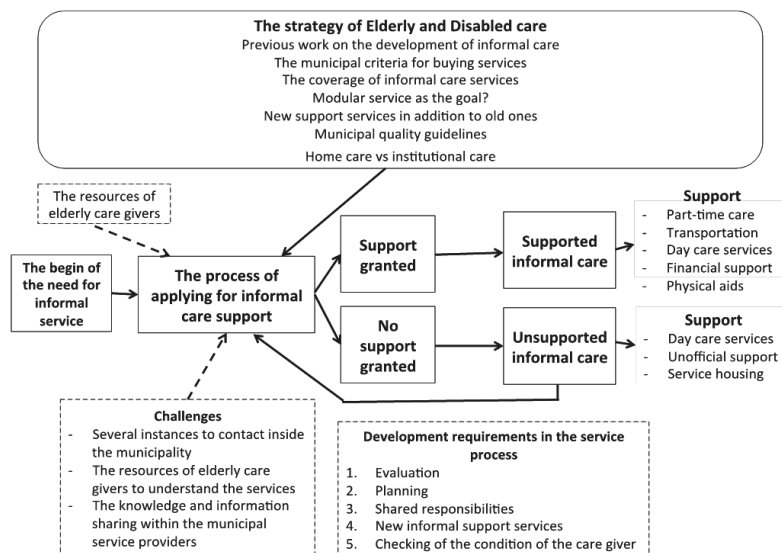 The strategy of Elderly and Disabled care
Previous work on the development of informal care
The municipal criteria for buying services
The coverage of informal care services
Modular service as the goal?
New support services in addition to old ones
Municipal quality guidelines
Home care vs institutional care
The resources of
elderly care givers
The begin of
the need for
informal
service
The process of
applying for informal
care support
Support
granted
No
support
granted
Supported
informal care
Unsupported
informal care
Support
- Part-time care
- Transportation
- Day care services
- Financial support
- Physical aids
Support
- Day care services
- Unofficial support
- Service housing
Challenges
- Several instances to contact inside
the municipality
- The resources of elderly care
givers to understand the services
- The knowledge and information
sharing within the municipal
service providers
Development requirements in the service
process
1. Evaluation
2. Planning
3. Shared responsibilities
4. New informal support services
5. Checking of the condition of the care giver